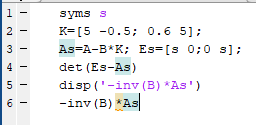 1 - syms s
2 - K=[5 -0.5; 0.6 5];
3 - As=A-B*K; Es=[s 0;0 s];
4 - det(Es-As)
5 - disp('-inv(B)*As')
6 - -inv(B)*As